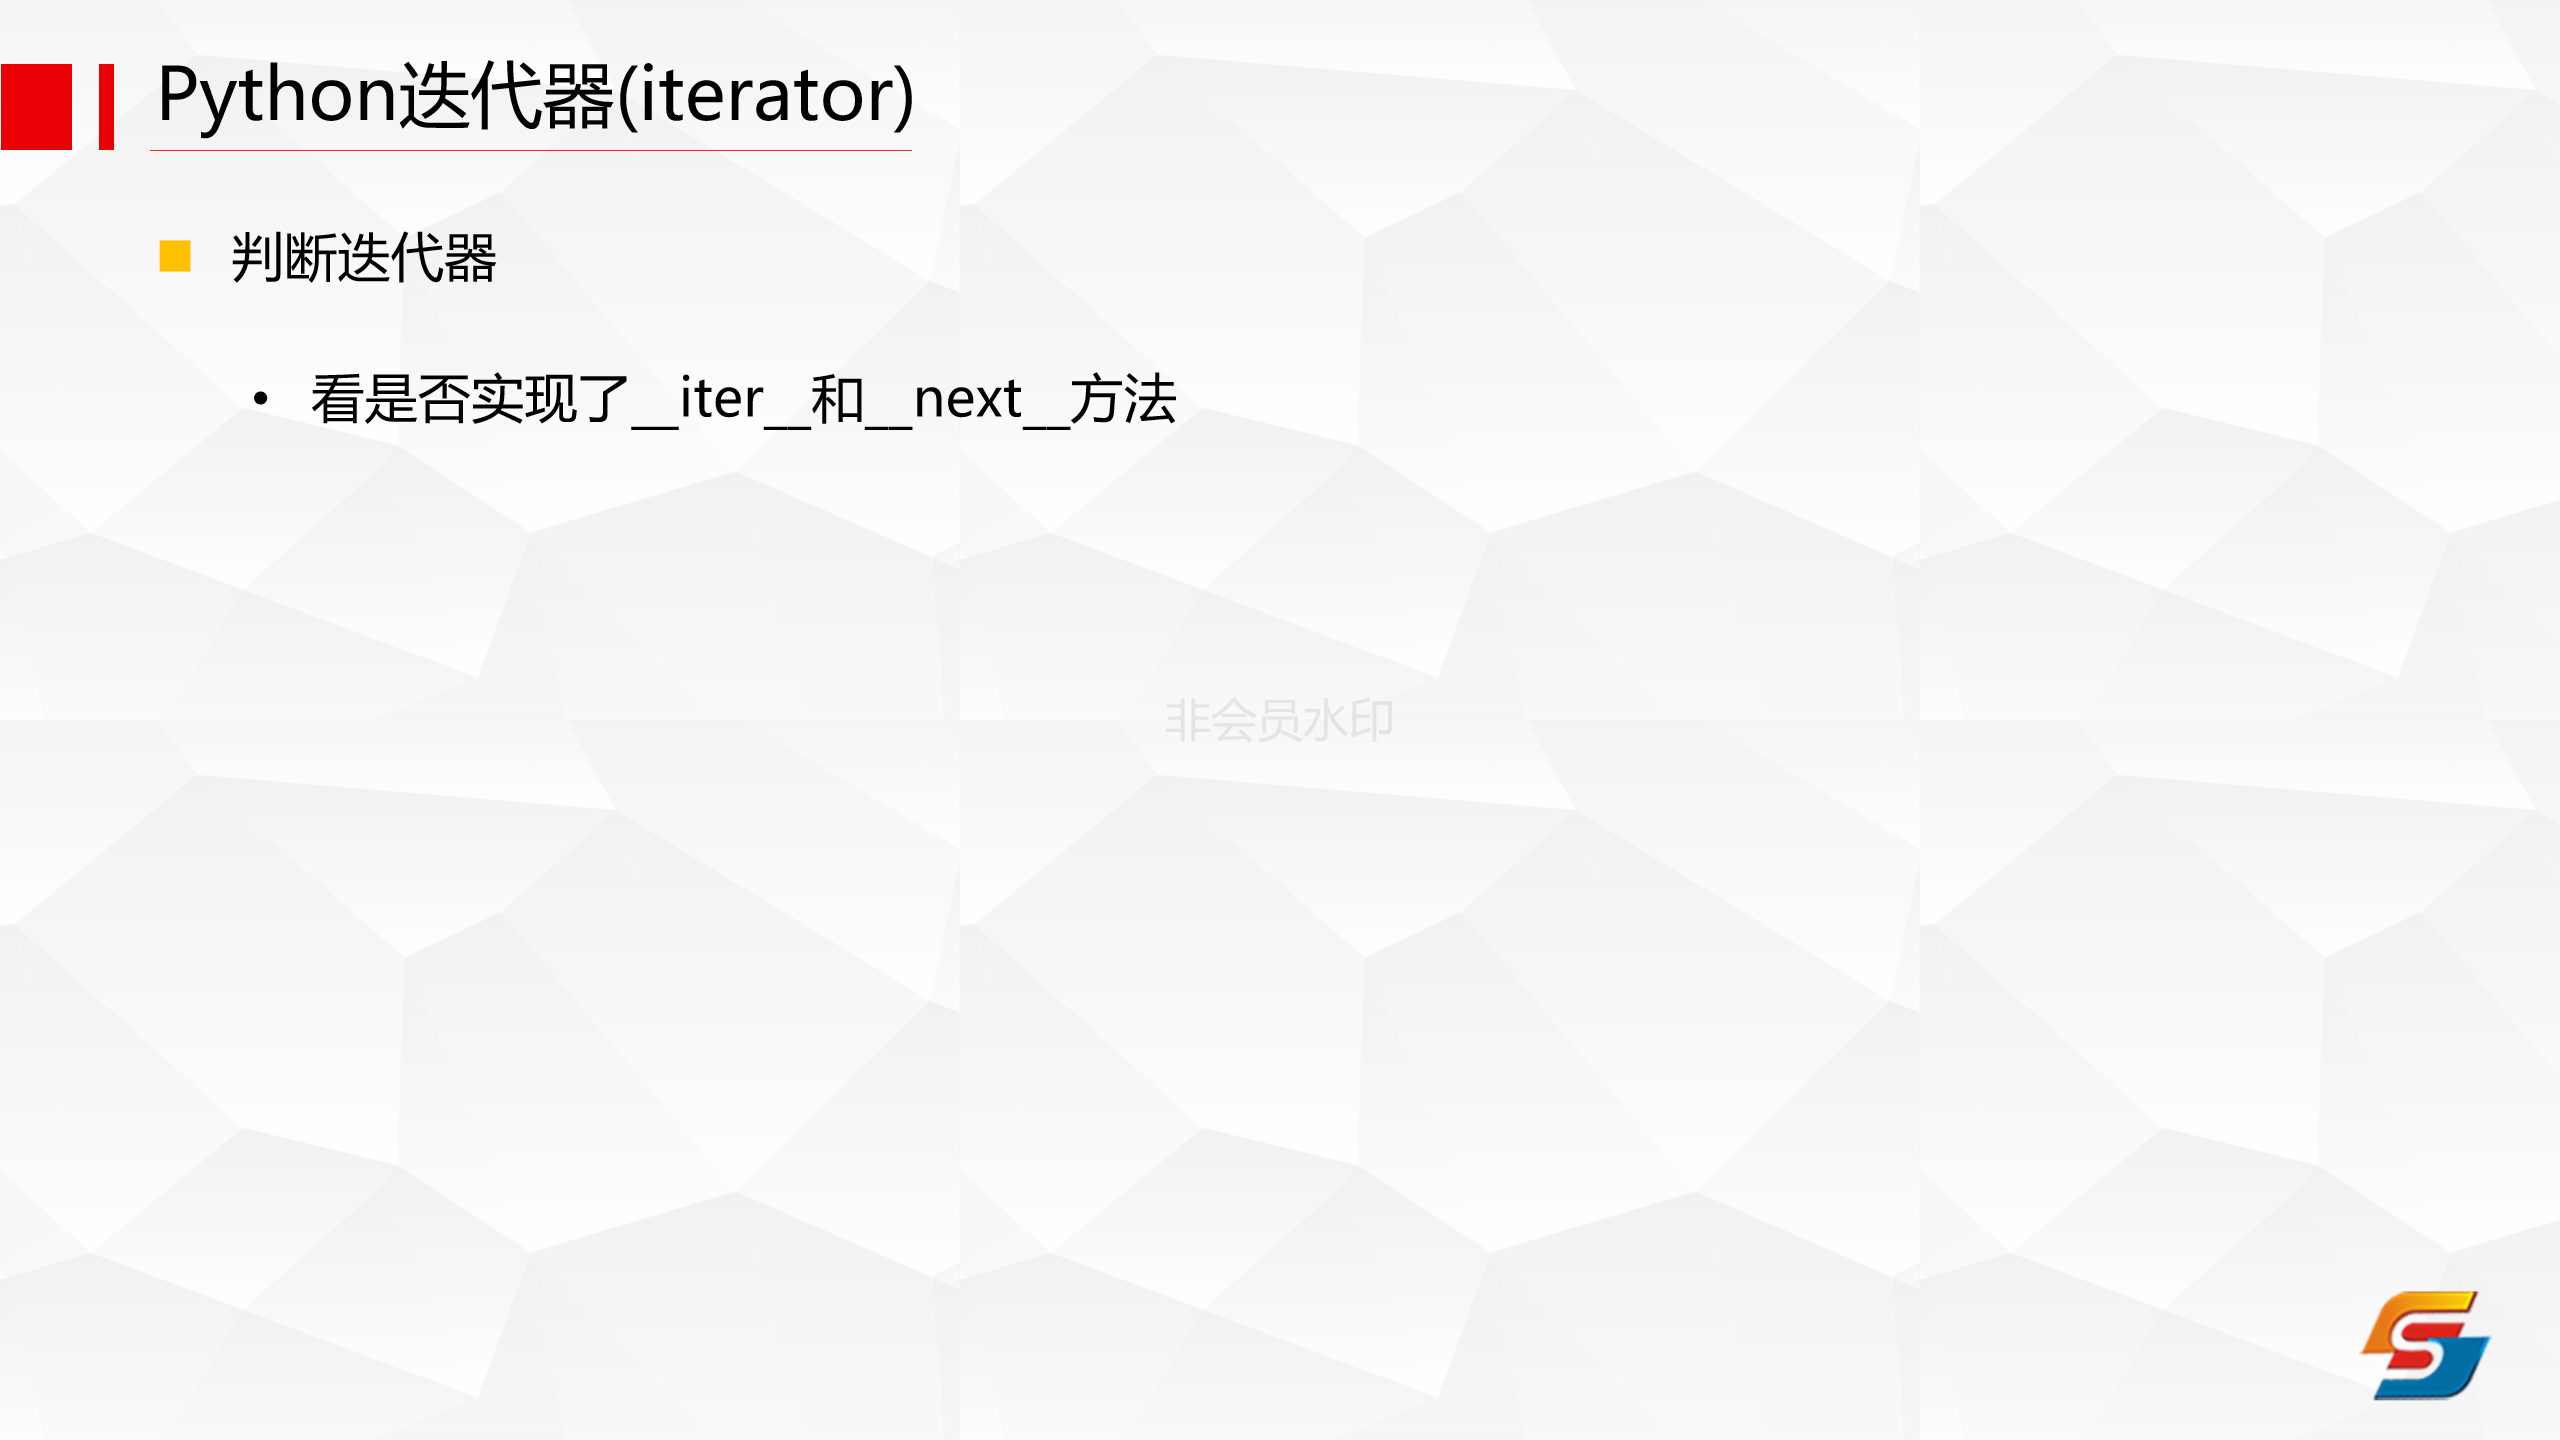 Python迭代器(iterator)
判断迭代器
• 看是否实现了__iter__和__next__方法
非会员水印